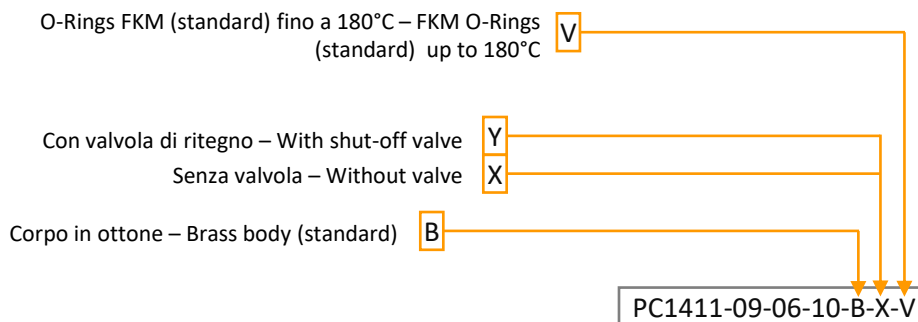 O-Rings FKM (standard) fino a 180°C – FKM O-Rings
(standard) up to 180°C
V
Con valvola di ritegno – With shut-off valve
Y
Senza valvola – Without valve
X
Corpo in ottone – Brass body (standard)
B
PC1411-09-06-10-B-X-V